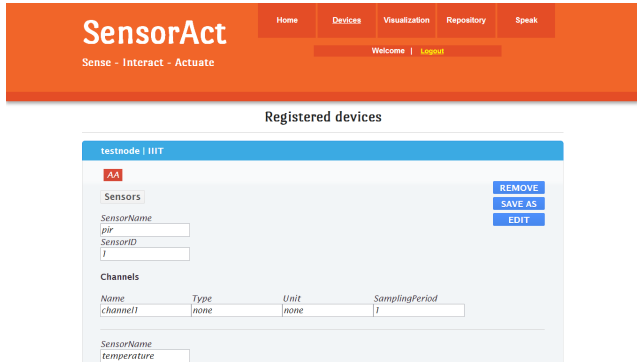 SensorAct
Sense - Interact - Actuate
Home Devices Visualization Repository Speak
Welcome | Logout
Registered devices
testnode | IIIT
AA
Sensors
REMOVE
SAVE AS
EDIT
SensorName
pir
SensorID
1
Channels
Name Type Unit SamplingPeriod
channel1 none none 1
SensorName
temperature